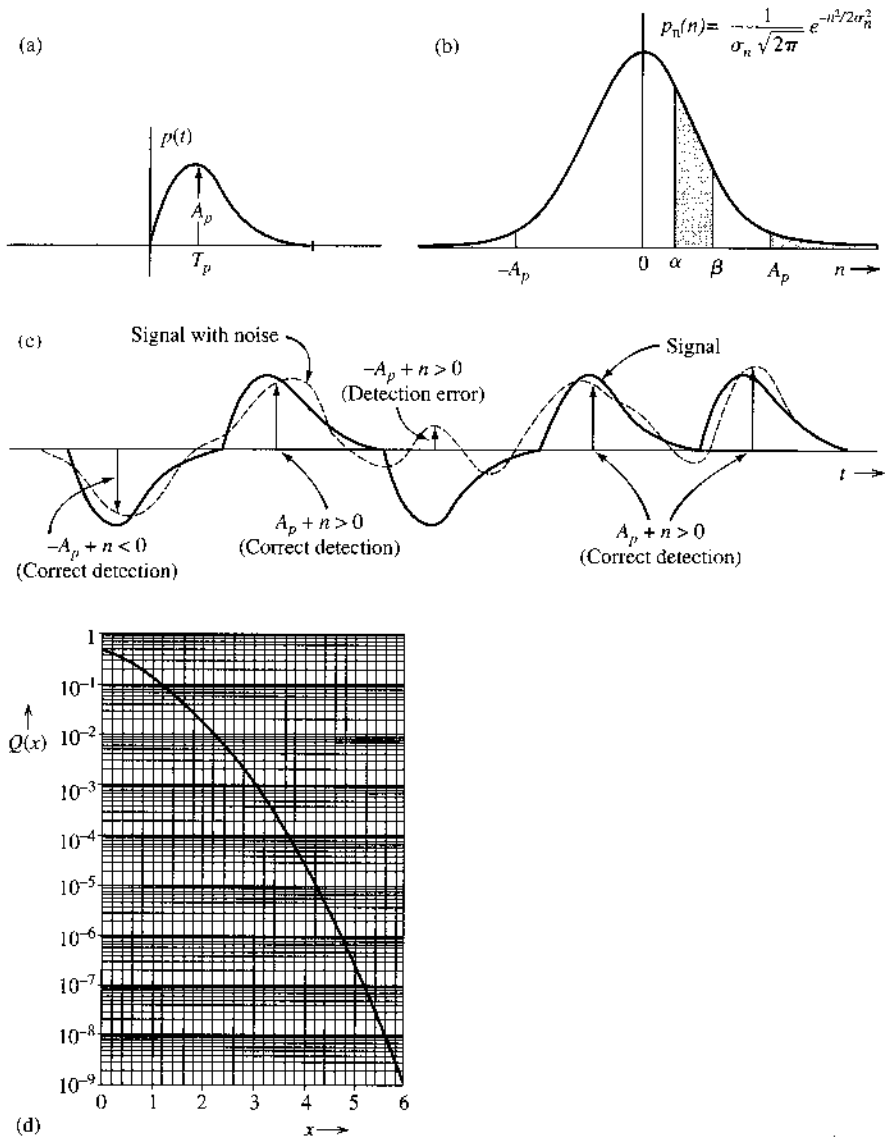 (a)
p(t)
A_p
T_p
(b)
p_n(n) = 1/(σ_n √2π) e^{-n²/2σ_n²}
-A_p
0
α
β
A_p
n →
(c)
Signal with noise
-A_p + n > 0
(Detection error)
Signal
t →
-A_p + n < 0
(Correct detection)
A_p + n > 0
(Correct detection)
A_p + n > 0
(Correct detection)
1
10⁻¹
↑
Q(x)
10⁻²
10⁻³
10⁻⁴
10⁻⁵
10⁻⁶
10⁻⁷
10⁻⁸
10⁻⁹
0 1 2 3 4 5 6
x →
(d)